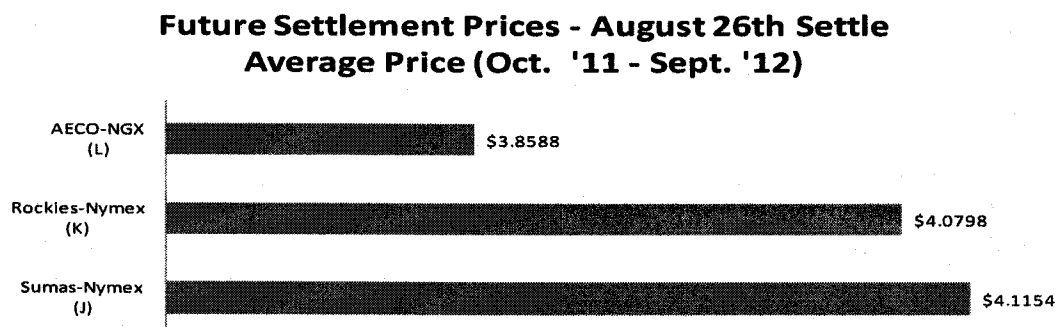 Future Settlement Prices - August 26th Settle
Average Price (Oct. '11 - Sept. '12)
AECO-NGX
(L)
$3.8588
Rockies-Nymex
(K)
$4.0798
Sumas-Nymex
(J)
$4.1154